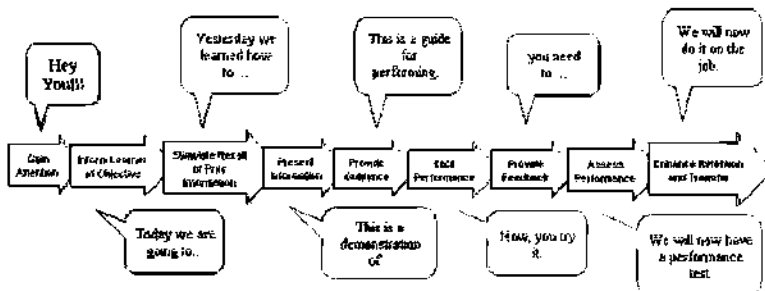 Hey
You!!!
Yesterday we
learned how
to ...
This is a guide
for
performing.
you need
to ...
We will now
do it on the
job.
Gain
Attention
Inform Learner
of Objective
Stimulate Recall
of Prior
Information
Present
Information
Provide
Guidance
Elicit
Performance
Provide
Feedback
Assess
Performance
Enhance Retention
and Transfer
Today we are
going to...
This is a
demonstration
of
Now, you try
it.
We will now have
a performance
test